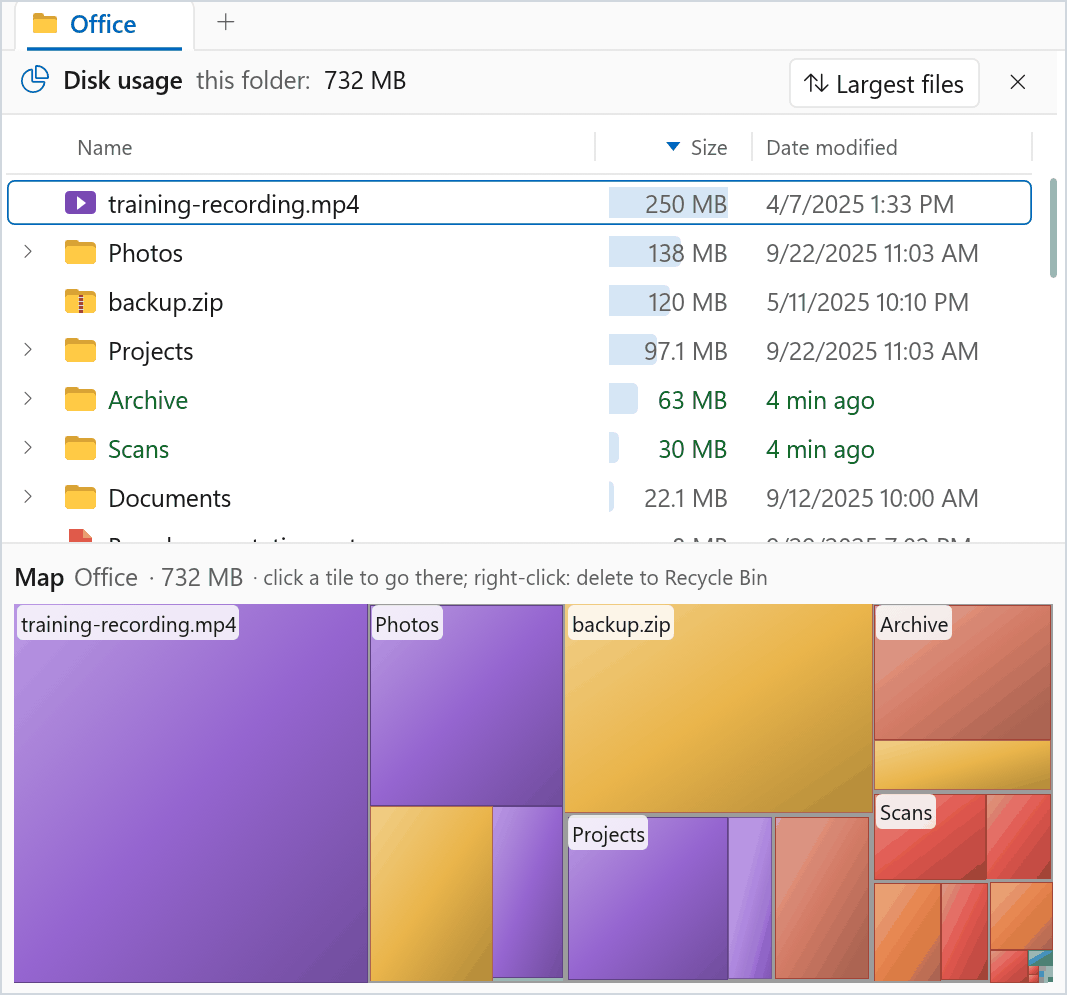 Office
Disk usage this folder: 732 MB Largest files
Name Size Date modified
training-recording.mp4 250 MB 4/7/2025 1:33 PM
Photos 138 MB 9/22/2025 11:03 AM
backup.zip 120 MB 5/11/2025 10:10 PM
Projects 97.1 MB 9/22/2025 11:03 AM
Archive 63 MB 4 min ago
Scans 30 MB 4 min ago
Documents 22.1 MB 9/12/2025 10:00 AM
Map Office · 732 MB · click a tile to go there; right-click: delete to Recycle Bin
training-recording.mp4 Photos backup.zip Archive
Scans
Projects